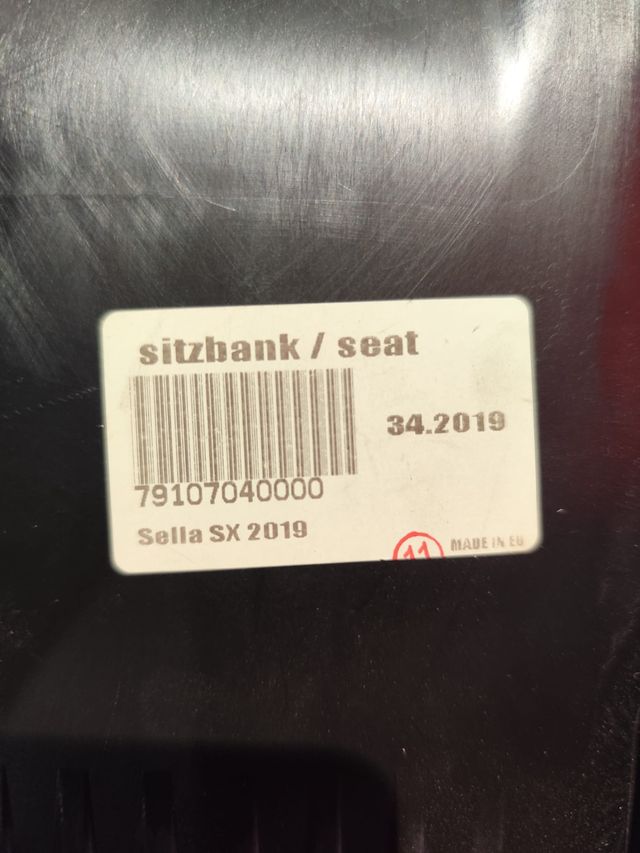 sitzbank / seat
34.2019
79107040000
Sella SX 2019
11
MADE IN EU